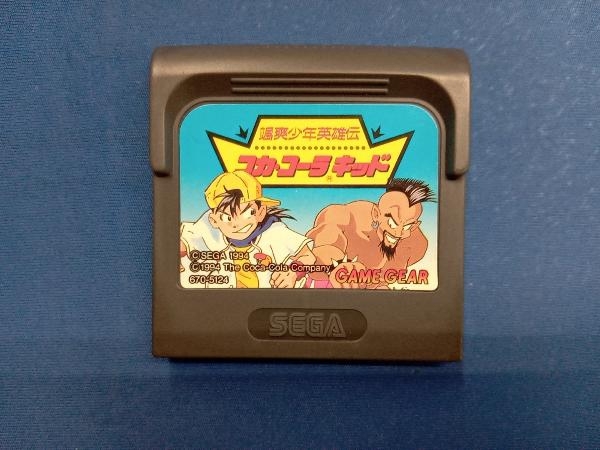 颯爽少年英雄伝
コカ・コーラ キッド
®
©SEGA 1994
©1994 The Coca-Cola Company
670-5124
GAME GEAR
SEGA